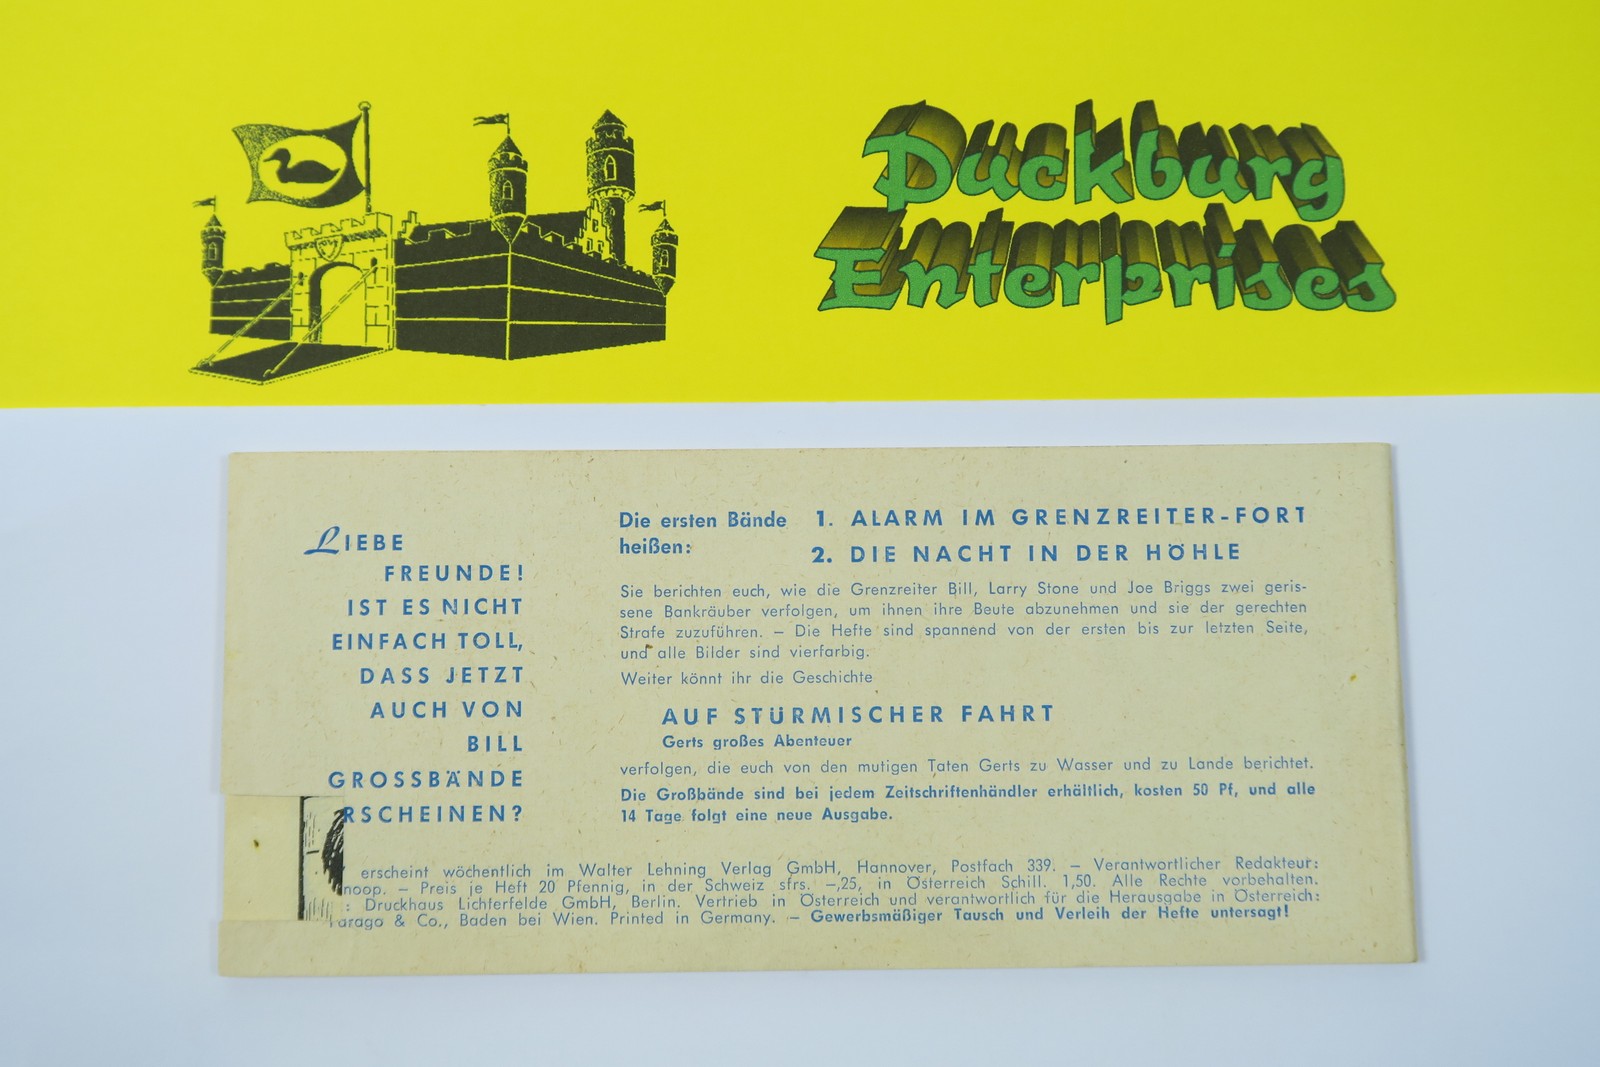 Duckburg
Enterprises
LIEBE
FREUNDE!
IST ES NICHT
EINFACH TOLL,
DASS JETZT
AUCH VON
BILL
GROSSBÄNDE
RSCHEINEN?
Die ersten Bände heißen:
1. ALARM IM GRENZREITER-FORT
2. DIE NACHT IN DER HÖHLE
Sie berichten euch, wie die Grenzreiter Bill, Larry Stone und Joe Briggs zwei geris-
sene Bankräuber verfolgen, um ihnen ihre Beute abzunehmen und sie der gerechten
Strafe zuzuführen. – Die Hefte sind spannend von der ersten bis zur letzten Seite,
und alle Bilder sind vierfarbig.
Weiter könnt ihr die Geschichte
AUF STÜRMISCHER FAHRT
Gerts großes Abenteuer
verfolgen, die euch von den mutigen Taten Gerts zu Wasser und zu Lande berichtet.
Die Großbände sind bei jedem Zeitschriftenhändler erhältlich, kosten 50 Pf, und alle
14 Tage folgt eine neue Ausgabe.
erscheint wöchentlich im Walter Lehning Verlag GmbH, Hannover, Postfach 339. – Verantwortlicher Redakteur:
noop. – Preis je Heft 20 Pfennig, in der Schweiz sfrs. –,25, in Österreich Schill. 1,50. Alle Rechte vorbehalten.
: Druckhaus Lichterfelde GmbH, Berlin. Vertrieb in Österreich und verantwortlich für die Herausgabe in Österreich:
arago & Co., Baden bei Wien. Printed in Germany. – Gewerbsmäßiger Tausch und Verleih der Hefte untersagt!